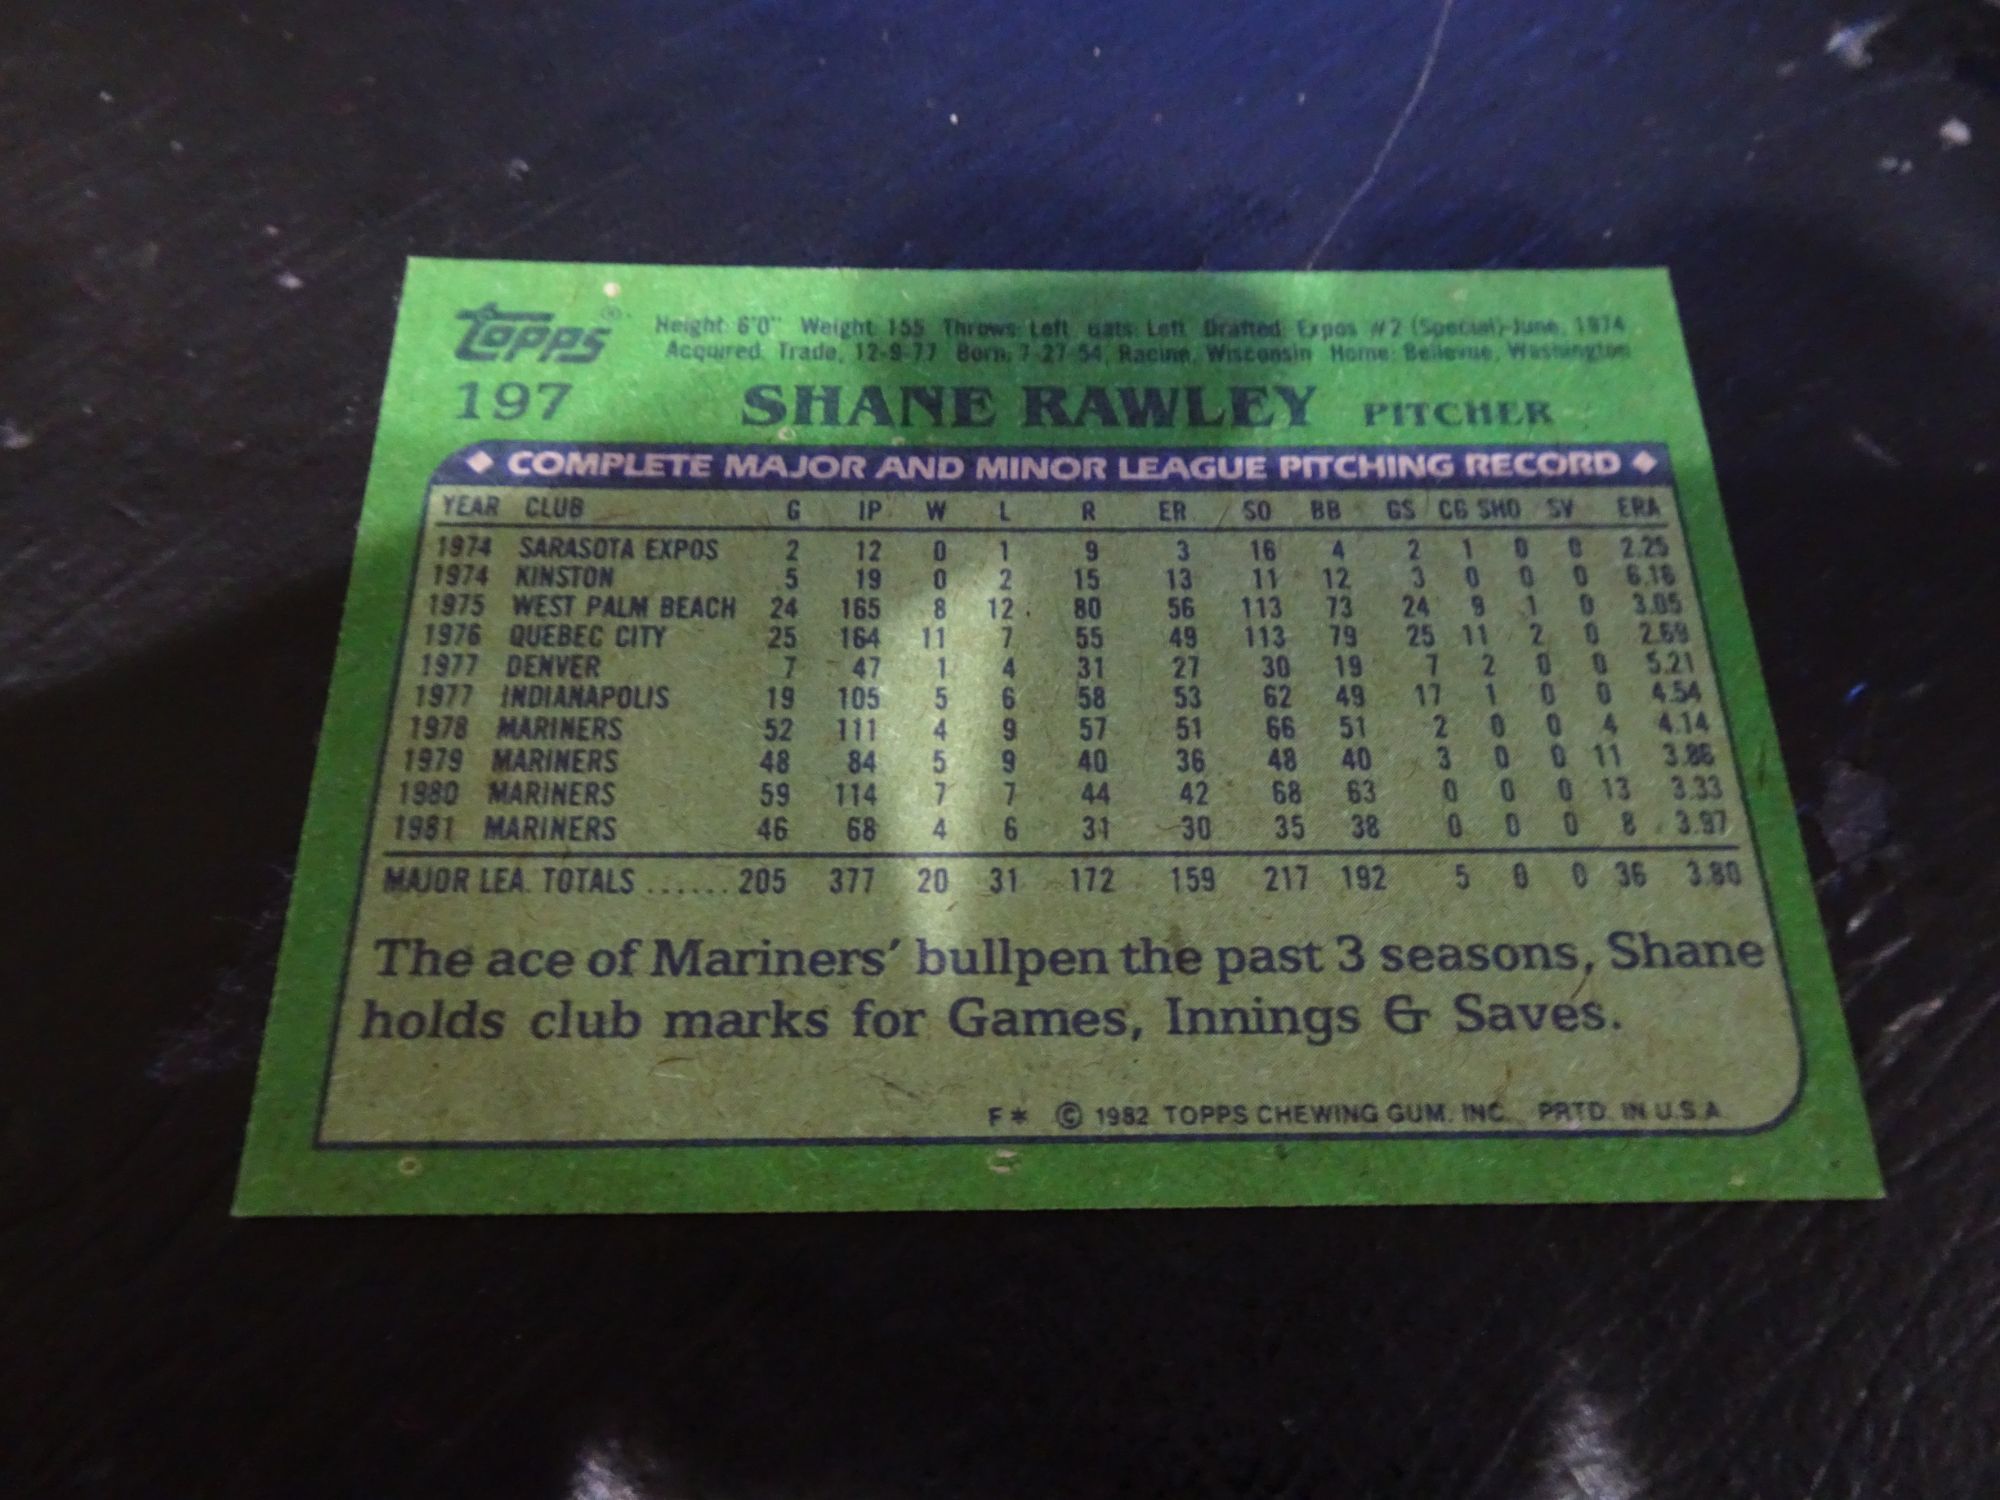 Topps®
Height: 6'0" Weight: 155 Throws: Left Bats: Left Drafted: Expos #2 (Special)-June, 1974
Acquired: Trade, 12-9-77 Born: 7-27-54, Racine, Wisconsin Home: Bellevue, Washington
197 SHANE RAWLEY PITCHER
◆ COMPLETE MAJOR AND MINOR LEAGUE PITCHING RECORD ◆
YEAR CLUB G IP W L R ER SO BB GS CG SHO SV ERA
1974 SARASOTA EXPOS 2 12 0 1 9 3 16 4 2 1 0 0 2.25
1974 KINSTON 5 19 0 2 15 13 11 12 3 0 0 0 6.16
1975 WEST PALM BEACH 24 165 8 12 80 56 113 73 24 9 1 0 3.05
1976 QUEBEC CITY 25 164 11 7 55 49 113 79 25 11 2 0 2.69
1977 DENVER 7 47 1 4 31 27 30 19 7 2 0 0 5.21
1977 INDIANAPOLIS 19 105 5 6 58 53 62 49 17 1 0 0 4.54
1978 MARINERS 52 111 4 9 57 51 66 51 2 0 0 4 4.14
1979 MARINERS 48 84 5 9 40 36 48 40 3 0 0 11 3.86
1980 MARINERS 59 114 7 7 44 42 68 63 0 0 0 13 3.33
1981 MARINERS 46 68 4 6 31 30 35 38 0 0 0 8 3.97
MAJOR LEA. TOTALS ...... 205 377 20 31 172 159 217 192 5 0 0 36 3.80
The ace of Mariners' bullpen the past 3 seasons, Shane
holds club marks for Games, Innings & Saves.
F* © 1982 TOPPS CHEWING GUM, INC. PRTD. IN U.S.A.